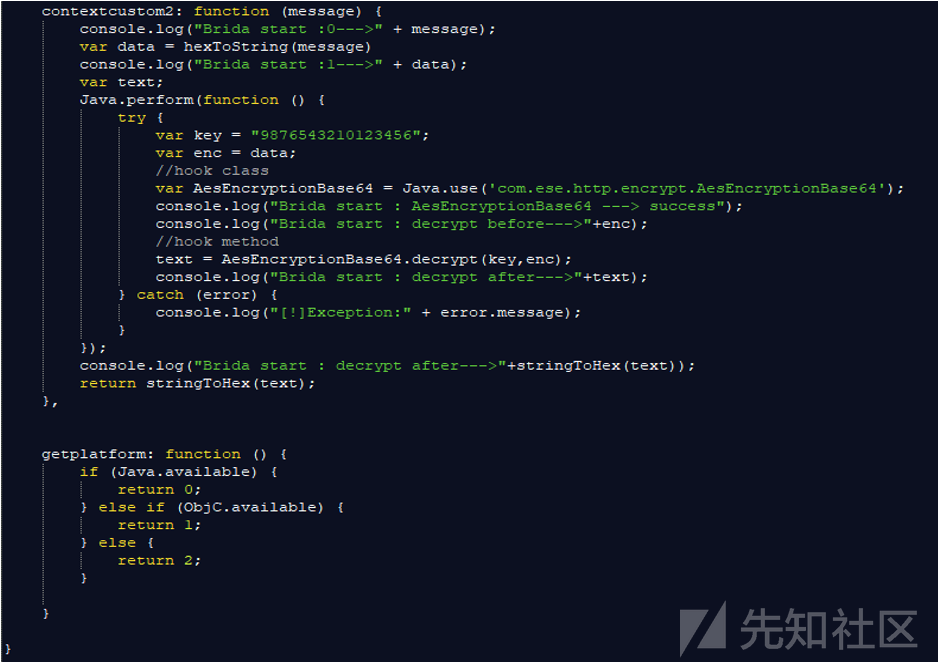 contextcustom2: function (message) {
    console.log("Brida start :0--->" + message);
    var data = hexToString(message)
    console.log("Brida start :1--->" + data);
    var text;
    Java.perform(function () {
        try {
            var key = "9876543210123456";
            var enc = data;
            //hook class
            var AesEncryptionBase64 = Java.use('com.ese.http.encrypt.AesEncryptionBase64');
            console.log("Brida start : AesEncryptionBase64 ---> success");
            console.log("Brida start : decrypt before--->"+enc);
            //hook method
            text = AesEncryptionBase64.decrypt(key,enc);
            console.log("Brida start : decrypt after--->"+text);
        } catch (error) {
            console.log("[!]Exception:" + error.message);
        }
    });
    console.log("Brida start : decrypt after--->"+stringToHex(text));
    return stringToHex(text);
},
getplatform: function () {
    if (Java.available) {
        return 0;
    } else if (ObjC.available) {
        return 1;
    } else {
        return 2;
    }
}
}
先知社区